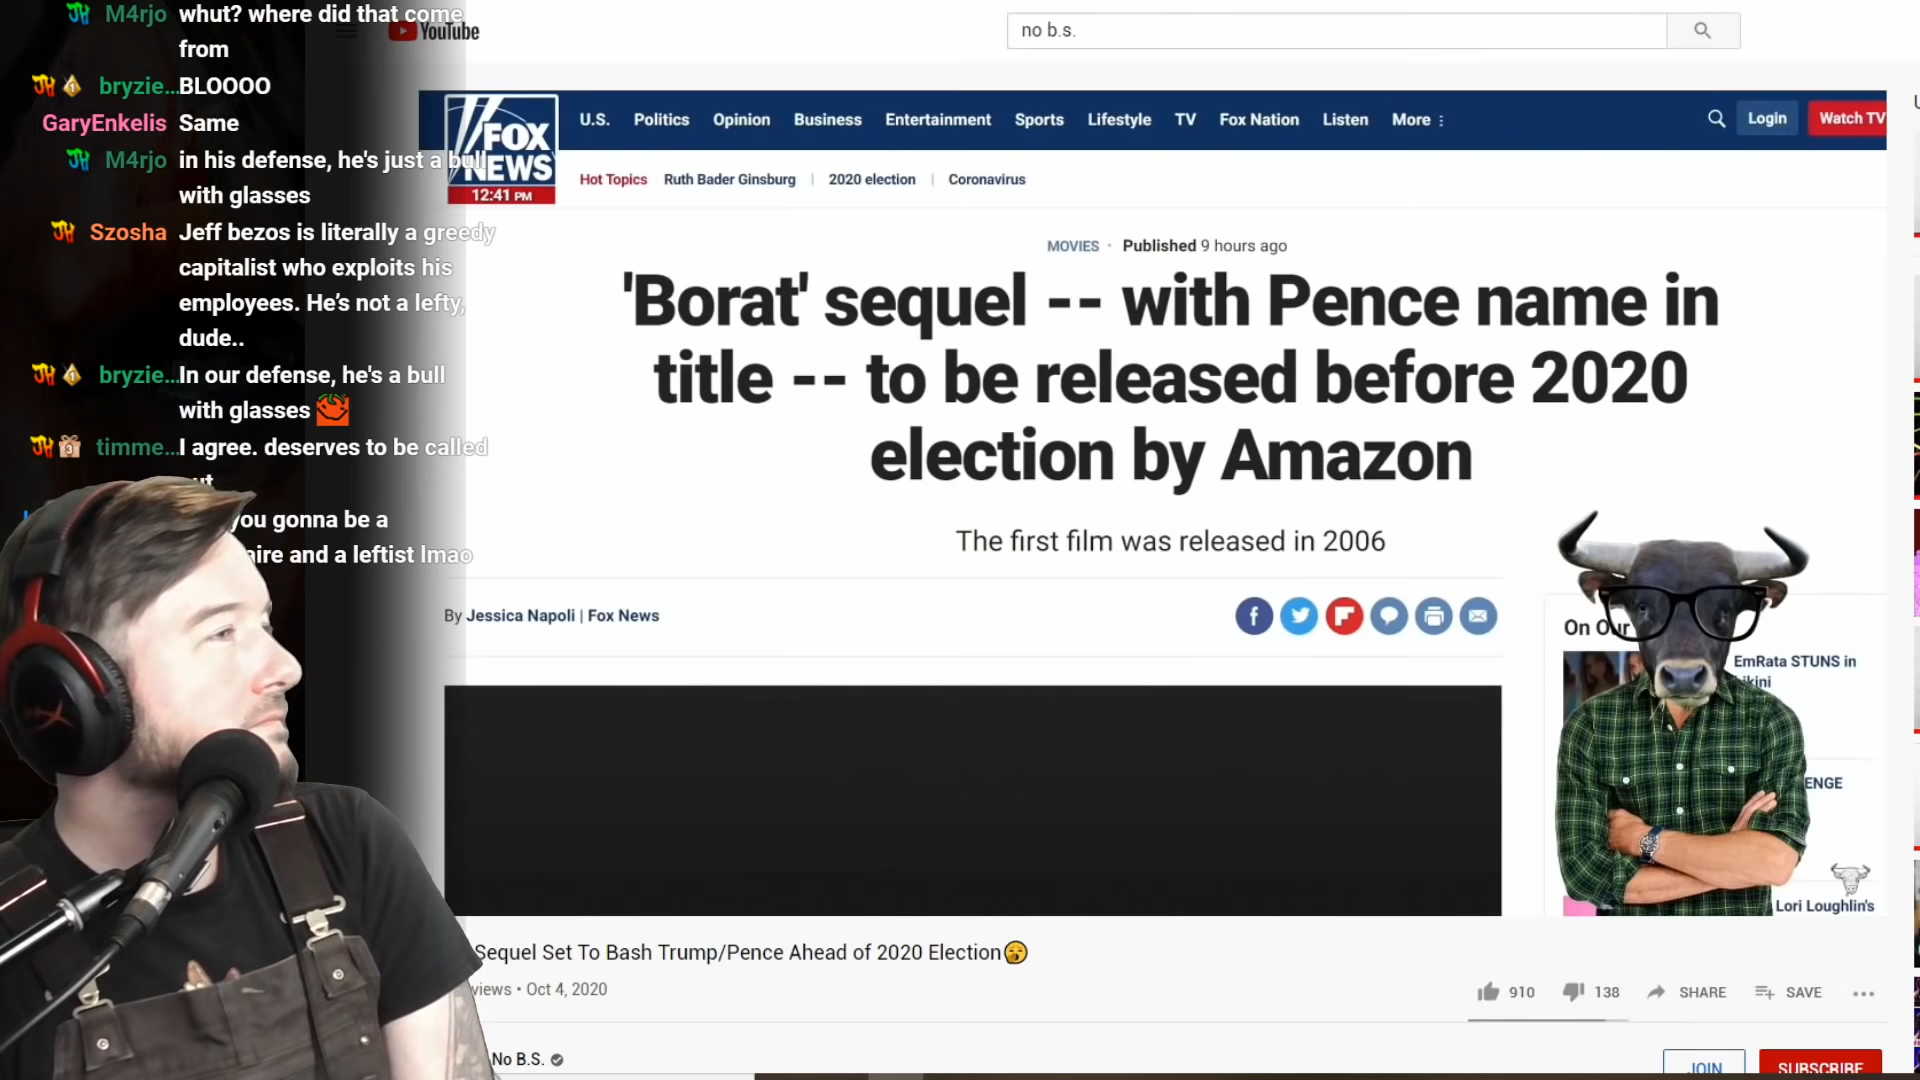 M4rjo whut? where did that come
from
bryzie... BLOOOO
GaryEnkelis Same
M4rjo in his defense, he's just a bull
with glasses
Szosha Jeff bezos is literally a greedy
capitalist who exploits his
employees. He's not a lefty,
dude..
bryzie... In our defense, he's a bull
with glasses
timme... I agree. deserves to be called
you gonna be a
and a leftist lmao
YouTube
no b.s.
FOX
NEWS
12:41 PM
U.S. Politics Opinion Business Entertainment Sports Lifestyle TV Fox Nation Listen More
Login
Watch TV
Hot Topics Ruth Bader Ginsburg | 2020 election | Coronavirus
MOVIES · Published 9 hours ago
'Borat' sequel -- with Pence name in
title -- to be released before 2020
election by Amazon
The first film was released in 2006
By Jessica Napoli | Fox News
On Our
EmRata STUNS in
Lori Loughlin's
Sequel Set To Bash Trump/Pence Ahead of 2020 Election
views • Oct 4, 2020
910 138 SHARE SAVE
No B.S.
JOIN
SUBSCRIBE